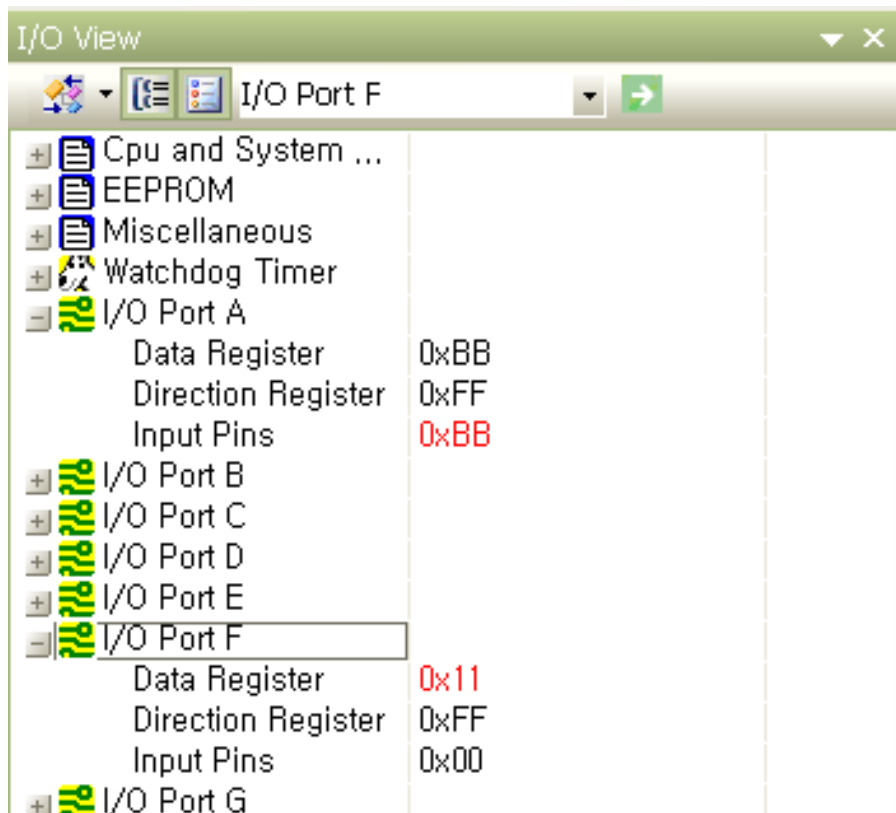 I/O View
I/O Port F
Cpu and System ...
EEPROM
Miscellaneous
Watchdog Timer
I/O Port A
Data Register 0xBB
Direction Register 0xFF
Input Pins 0xBB
I/O Port B
I/O Port C
I/O Port D
I/O Port E
I/O Port F
Data Register 0x11
Direction Register 0xFF
Input Pins 0x00
I/O Port G